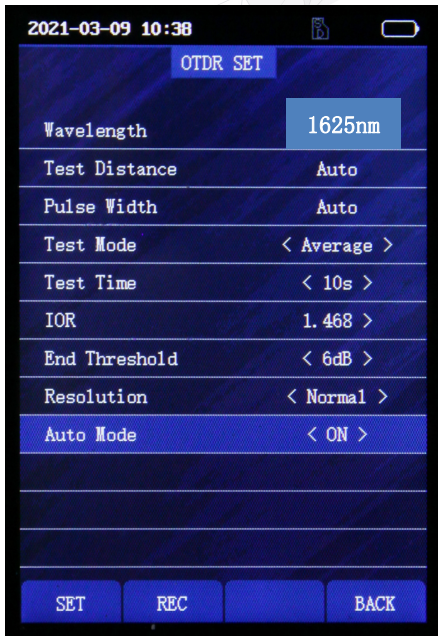 2021-03-09 10:38
OTDR SET
Wavelength 1625nm
Test Distance Auto
Pulse Width Auto
Test Mode < Average >
Test Time < 10s >
IOR 1.468 >
End Threshold < 6dB >
Resolution < Normal >
Auto Mode < ON >
SET REC BACK